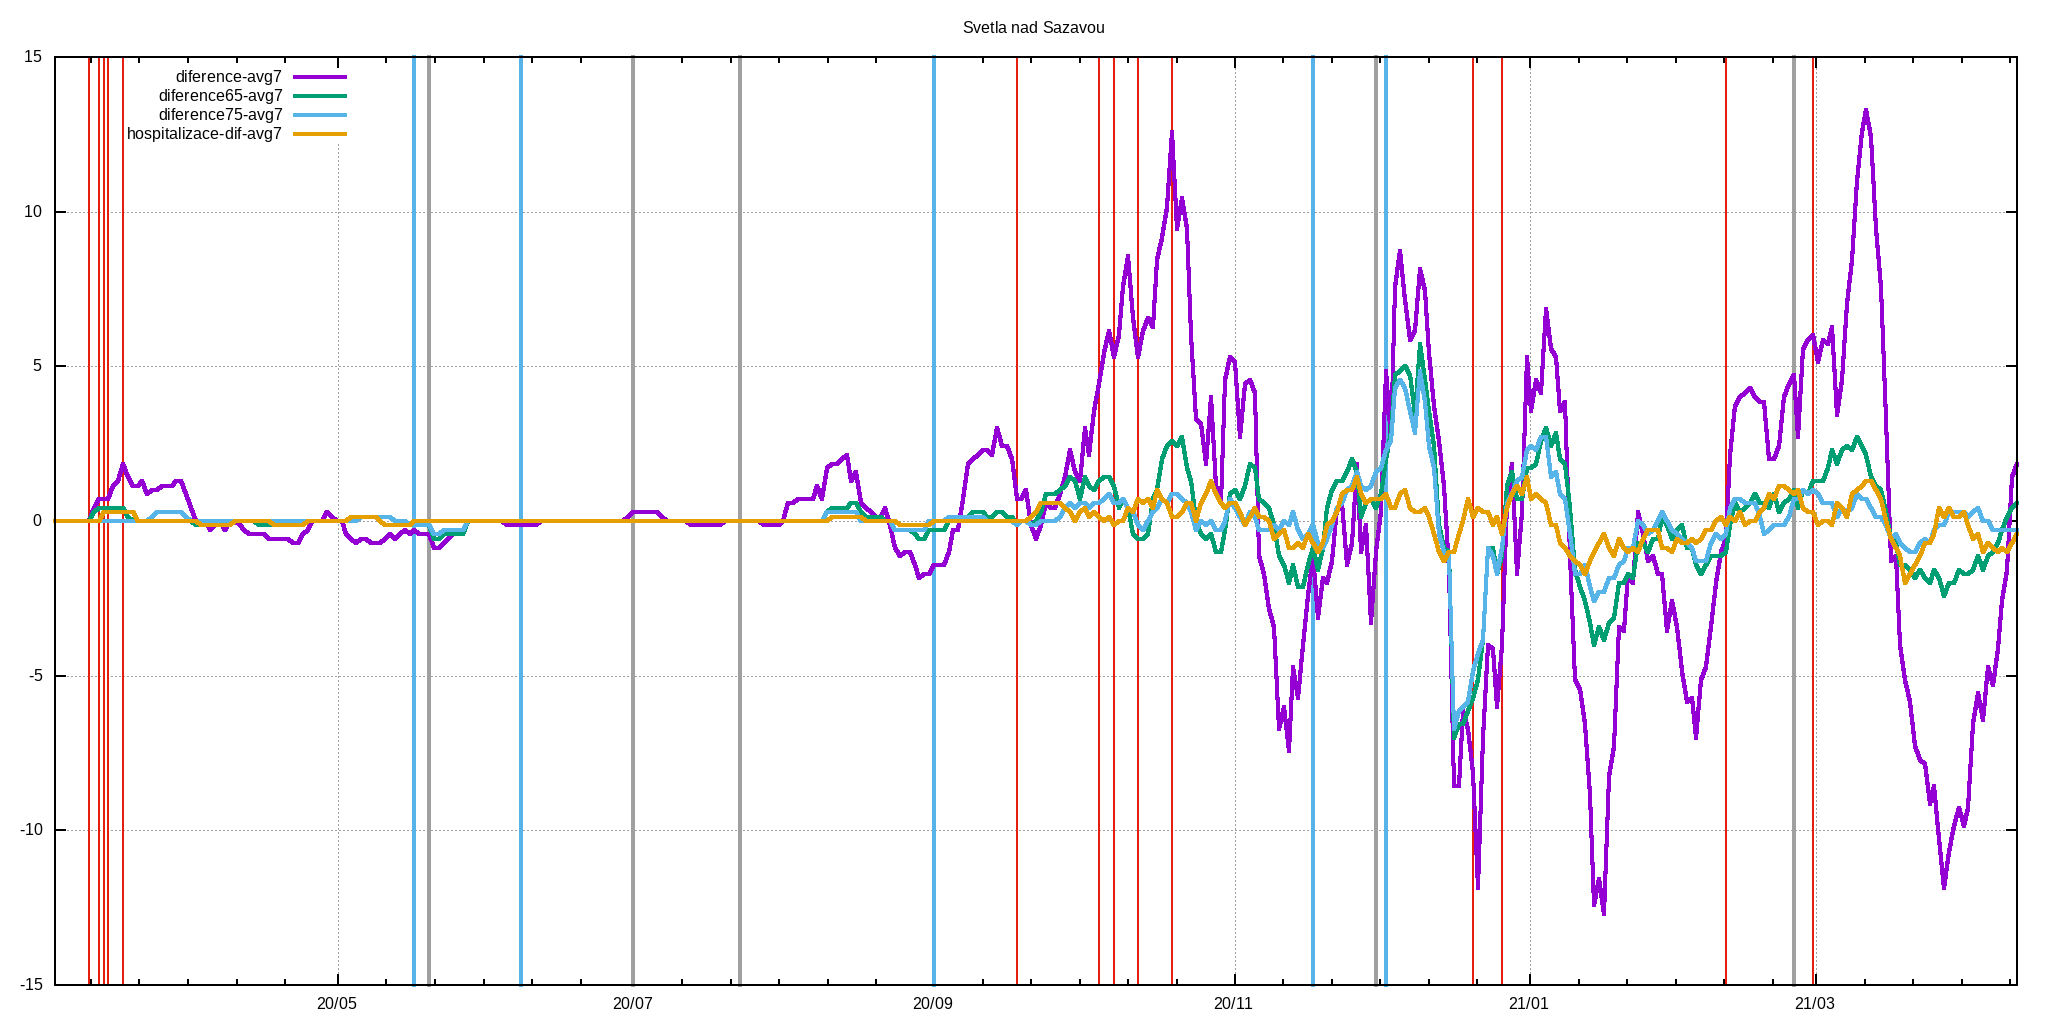 Svetla nad Sazavou
15
diference-avg7
diference65-avg7
diference75-avg7
hospitalizace-dif-avg7
10
5
0
-5
-10
-15
20/05
20/07
20/09
20/11
21/01
21/03